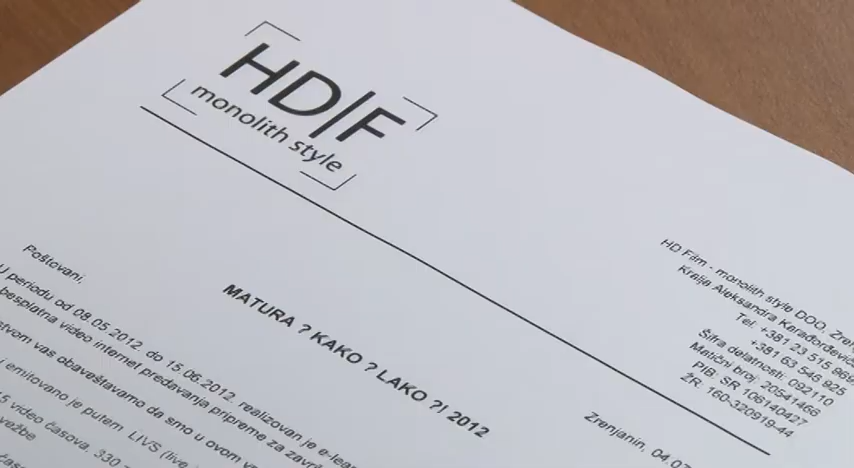 HD|F
monolith style
HD Film - monolith style DOO, Zren
Kralja Aleksandra Karađorđevića
Tel: +381 23 515 969
+381 63 546 925
Šifra delatnosti: 092110
Matični broj: 20541466
PIB: SR 106140427
ŽR: 160-320919-44
Zrenjanin, 04.07
MATURA ? KAKO ? LAKO ?! 2012
Poštovani,
U periodu od 08.05.2012. do 15.06.2012. realizovan je e-lear
besplatna video internet predavanja pripreme za završ
stvom vas obaveštavamo da smo u ovom
i emitovano je putem LIVS (live
5 video časova, 330
vežbe